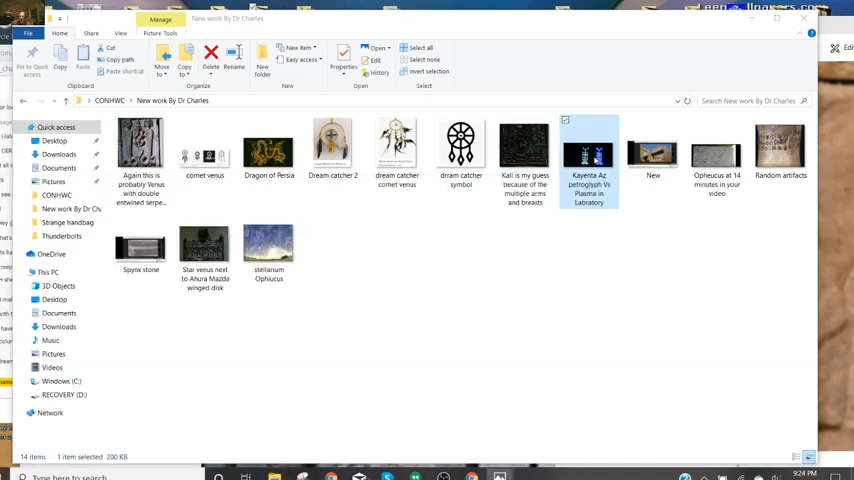 New work By Dr Charles
Manage
File
Home
Share
View
Picture Tools
Pin to Quick access
Copy
Paste
Cut
Copy path
Paste shortcut
Move to
Copy to
Delete
Rename
New folder
New item
Easy access
Properties
Open
Edit
History
Select all
Select none
Invert selection
Clipboard
Organize
New
Open
Select
CONHWC > New work By Dr Charles
Search New work By Dr Charles
Quick access
Desktop
Downloads
Documents
Pictures
CONHWC
New work By Dr Ch
Strange handbag
Thunderbolts
OneDrive
This PC
3D Objects
Desktop
Documents
Downloads
Music
Pictures
Videos
Windows (C:)
RECOVERY (D:)
Network
Again this is
probably Venus
with double
entwined serpe...
comet venus
Dragon of Persia
Dream catcher 2
dream catcher
comet venus
drram catcher
symbol
Kali is my guess
because of the
multiple arms
and breasts
Kayenta Az
petroglyph Vs
Plasma in
Labratory
New
Opheucus at 14
minutes in your
video
Random artifacts
Spynx stone
Star venus next
to Ahura Mazda
winged disk
stellarium
Ophiucus
14 items
1 item selected 200 KB
Type here to search
9:24 PM